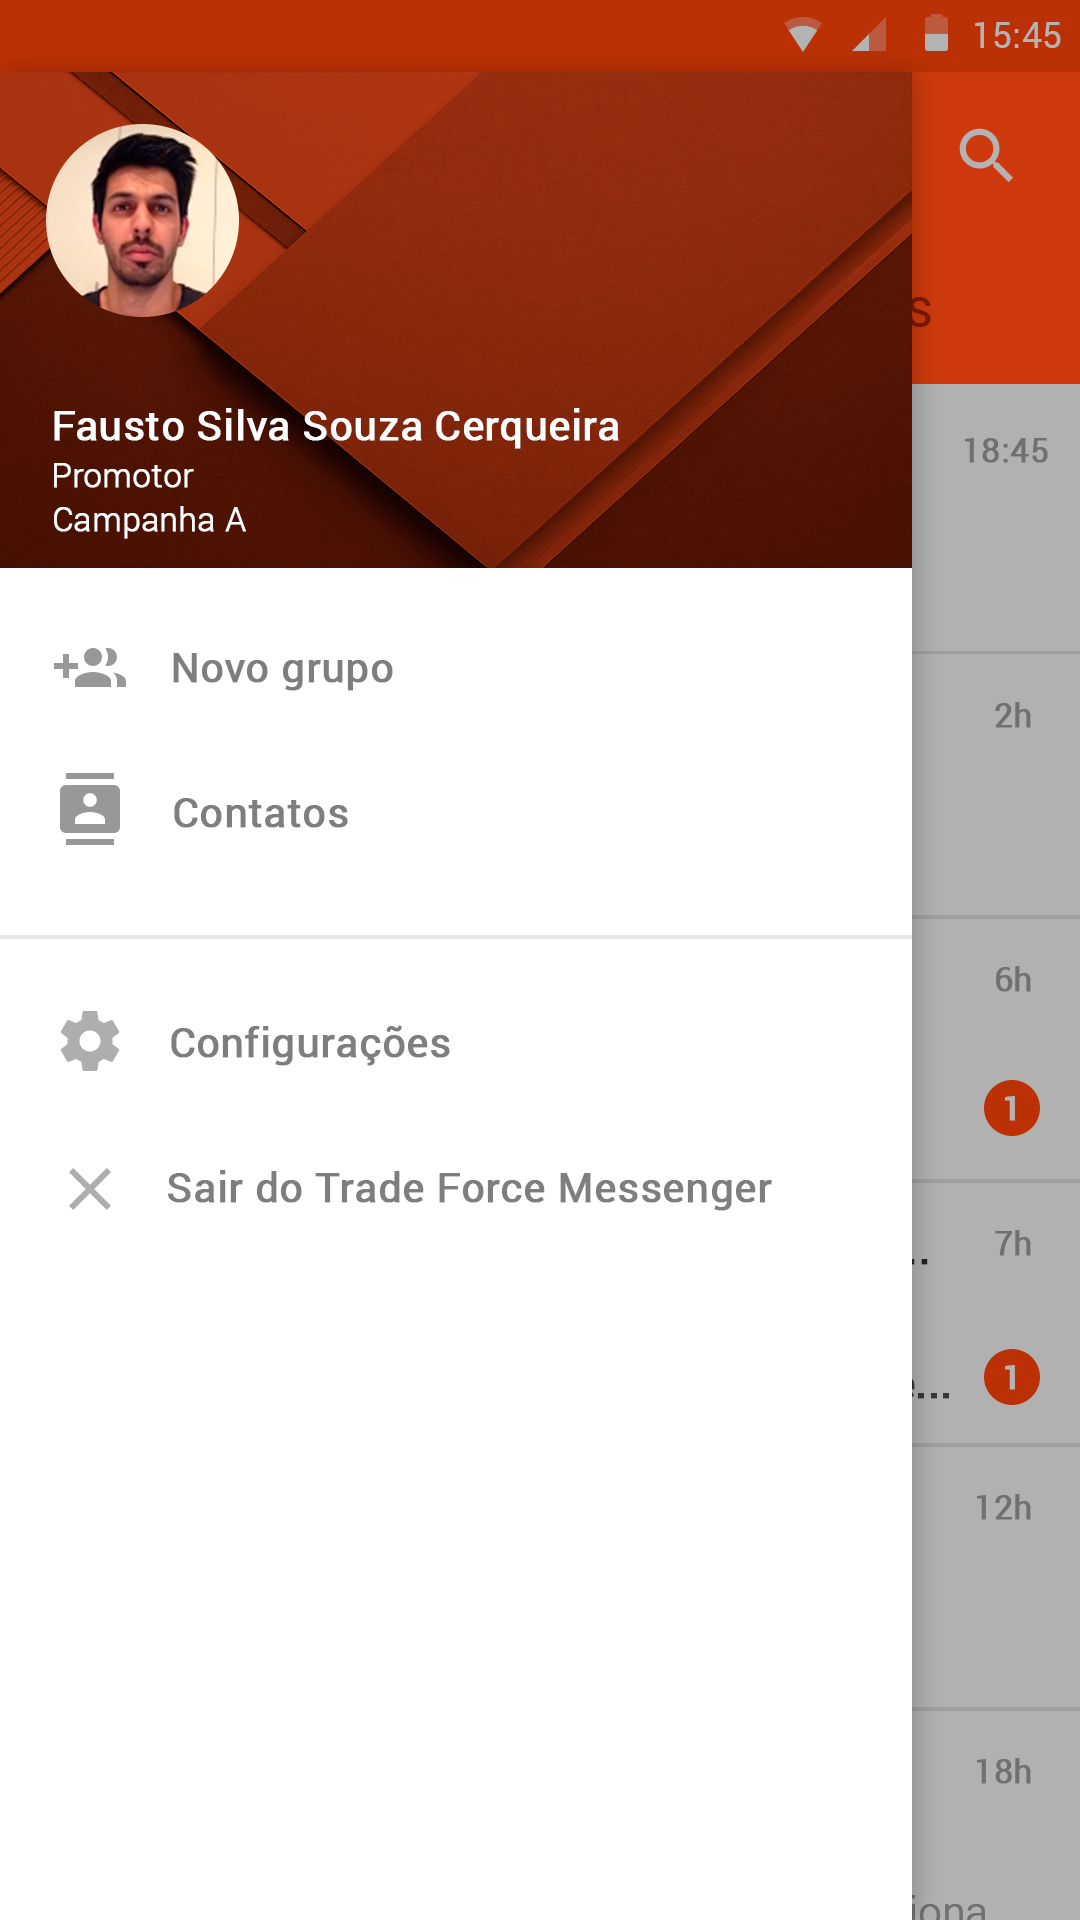 15:45
Fausto Silva Souza Cerqueira
Promotor
Campanha A
Novo grupo
Contatos
Configurações
Sair do Trade Force Messenger
18:45
2h
6h
1
7h
1
12h
18h